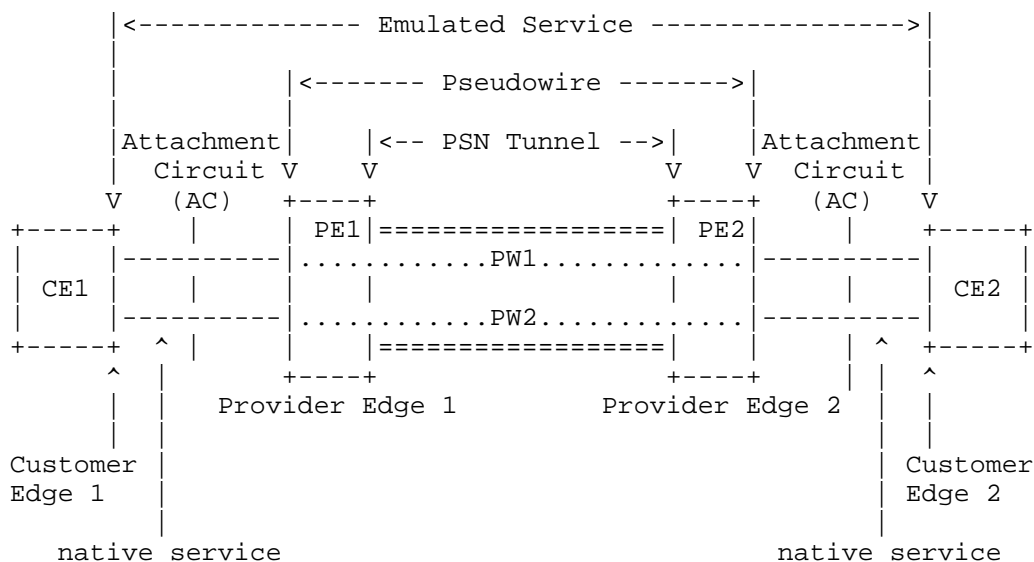 |<-------------- Emulated Service ---------------->|
|<------- Pseudowire ------->|
|Attachment| |<-- PSN Tunnel -->| |Attachment|
| Circuit V V V V Circuit |
V (AC) +----+ +----+ (AC) V
+-----+ | | PE1|==================| PE2| | +-----+
| |----------|............PW1.............|----------| |
| CE1 | | | | | | | | CE2 |
| |----------|............PW2.............|----------| |
+-----+ ^ | | |==================| | | ^ +-----+
^ | +----+ +----+ | | ^
| | Provider Edge 1 Provider Edge 2 | |
| | | |
Customer | | Customer
Edge 1 | | Edge 2
| |
native service native service